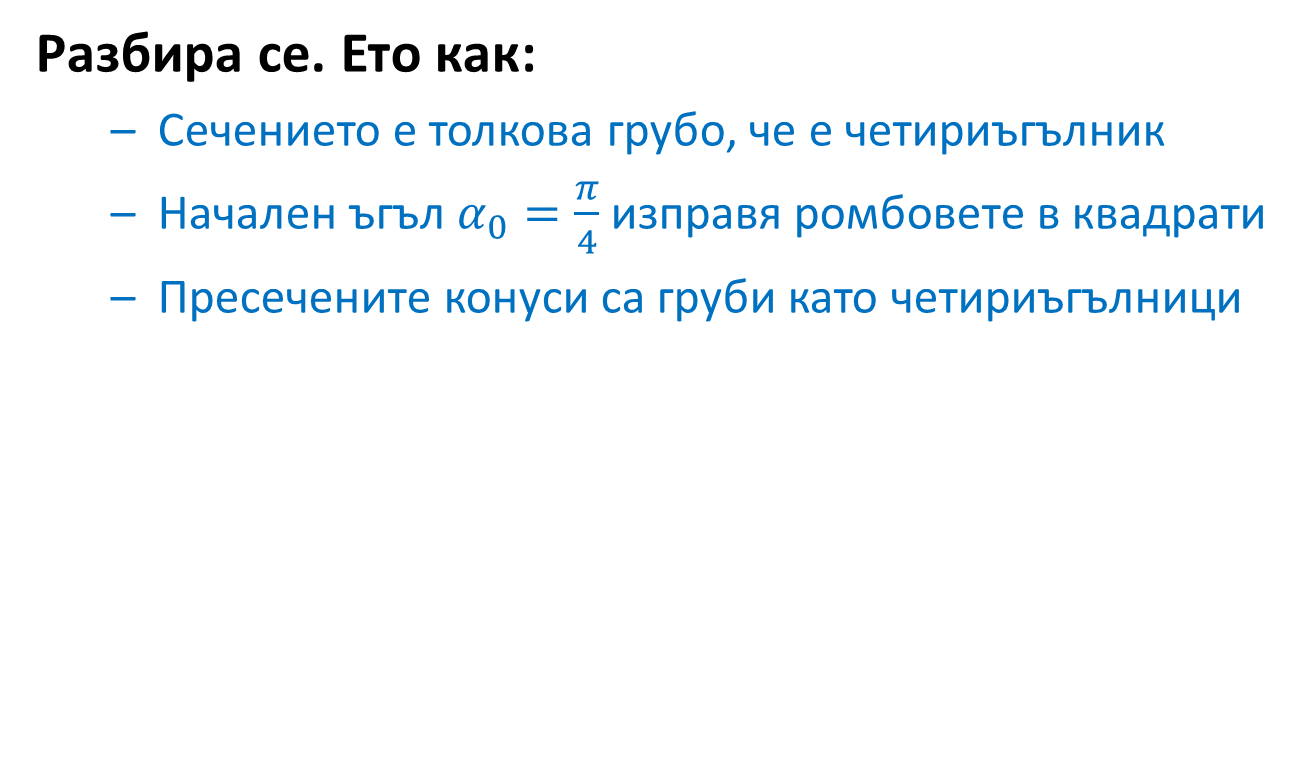 Разбира се. Ето как:
– Сечението е толкова грубо, че е четириъгълник
– Начален ъгъл α₀ = π/4 изправя ромбовете в квадрати
– Пресечените конуси са груби като четириъгълници